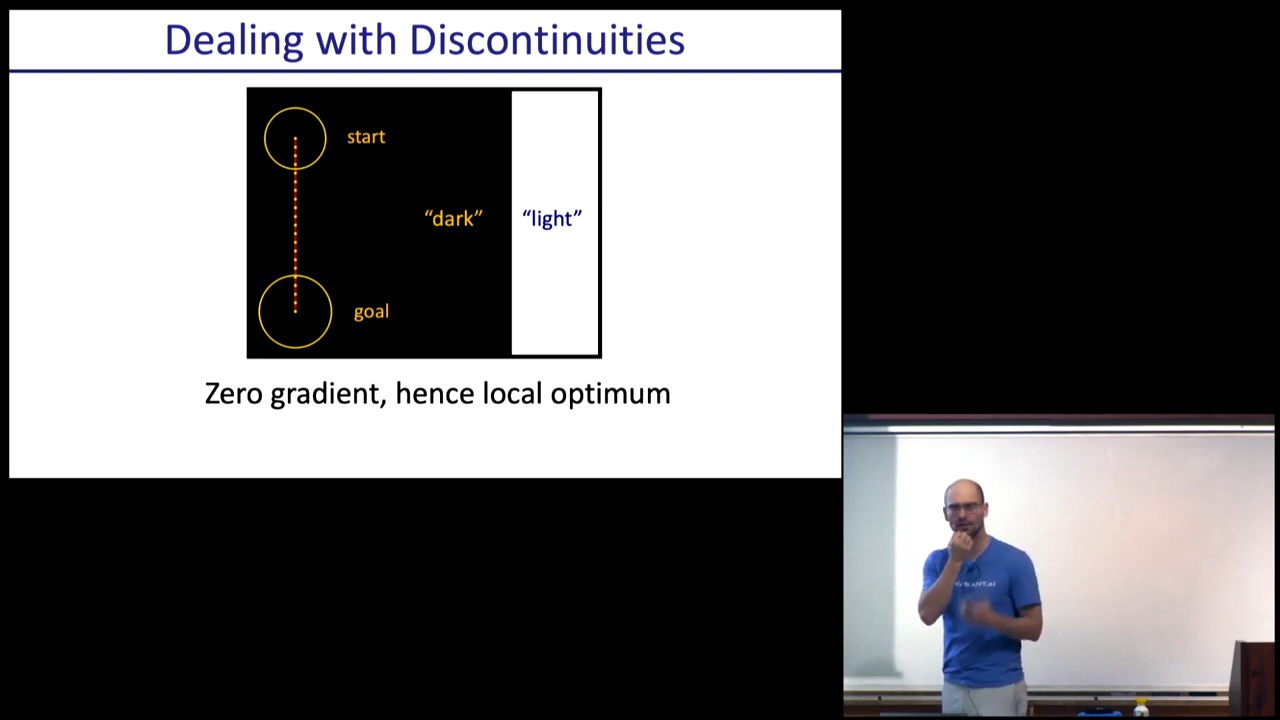 Dealing with Discontinuities
start
“dark”
“light”
goal
Zero gradient, hence local optimum